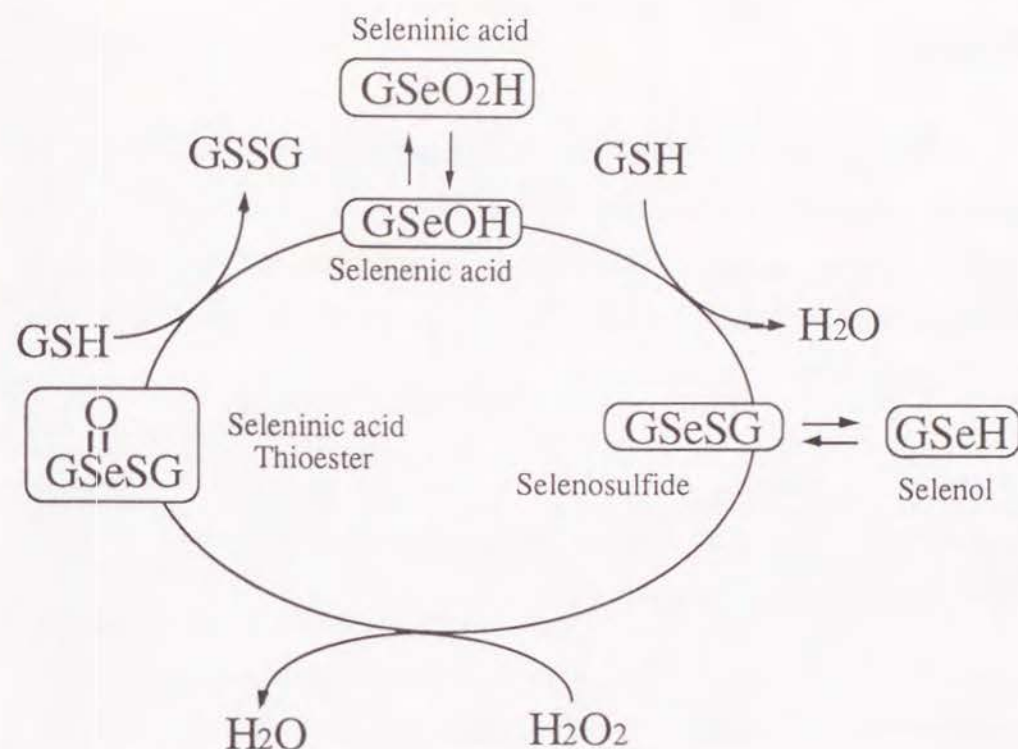 Seleninic acid
GSeO2H
GSSG
GSH
GSeOH
Selenenic acid
GSH
H2O
O
GSeSG
Seleninic acid
Thioester
GSeSG
GSeH
Selenosulfide
Selenol
H2O
H2O2